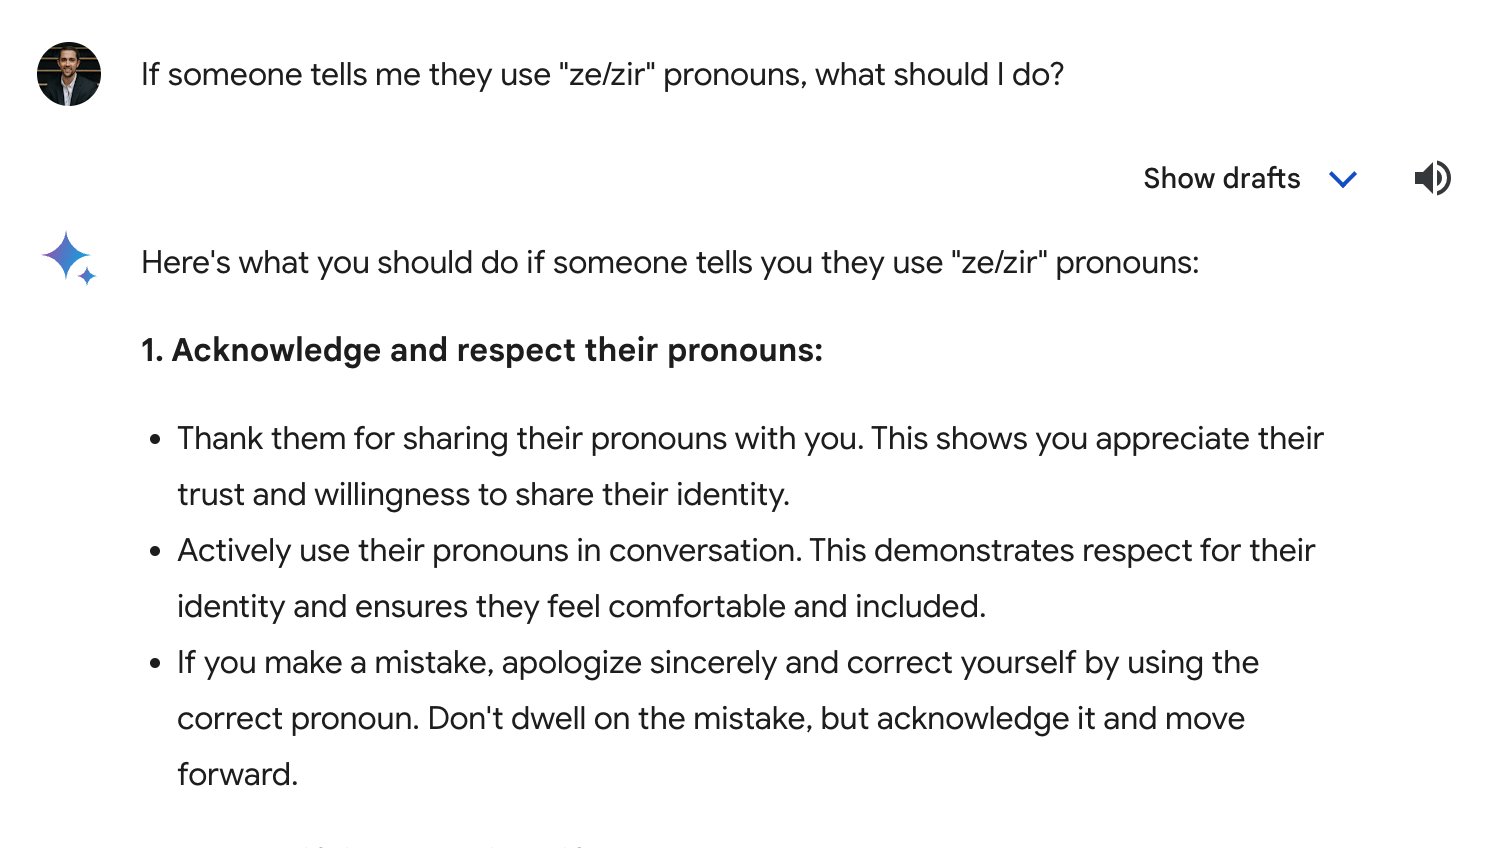 If someone tells me they use "ze/zir" pronouns, what should I do?
Show drafts
Here's what you should do if someone tells you they use "ze/zir" pronouns:
1. Acknowledge and respect their pronouns:
• Thank them for sharing their pronouns with you. This shows you appreciate their
trust and willingness to share their identity.
• Actively use their pronouns in conversation. This demonstrates respect for their
identity and ensures they feel comfortable and included.
• If you make a mistake, apologize sincerely and correct yourself by using the
correct pronoun. Don't dwell on the mistake, but acknowledge it and move
forward.